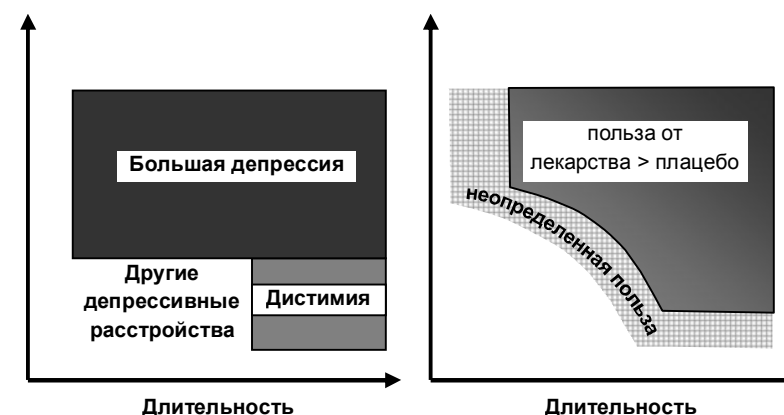 Большая депрессия
Другие
депрессивные
расстройства
Дистимия
Длительность
польза от
лекарства > плацебо
неопределенная польза
Длительность